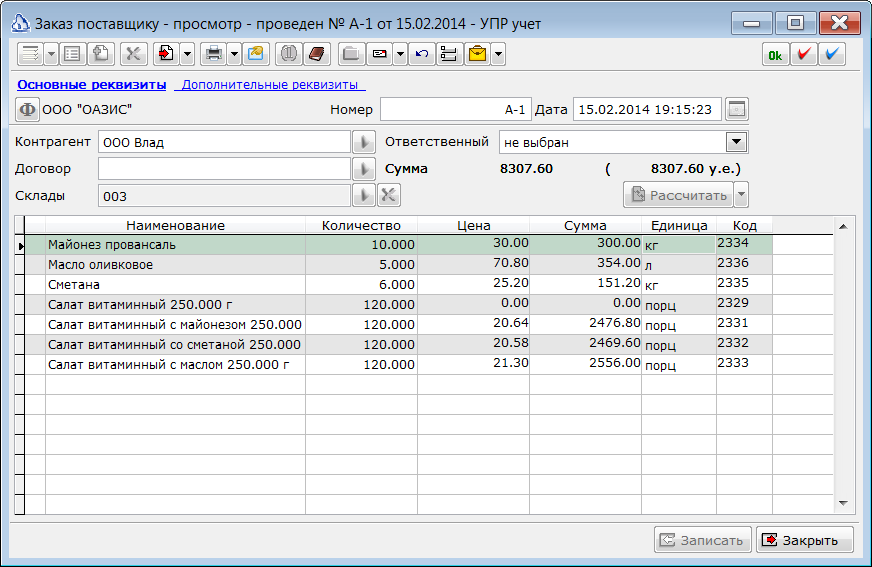 Заказ поставщику - просмотр - проведен № А-1 от 15.02.2014 - УПР учет
Ok
Основные реквизиты Дополнительные реквизиты
Ф ООО "ОАЗИС" Номер А-1 Дата 15.02.2014 19:15:23
Контрагент ООО Влад Ответственный не выбран
Договор Сумма 8307.60 ( 8307.60 у.е.)
Склады 003 Рассчитать
Наименование Количество Цена Сумма Единица Код
Майонез провансаль 10.000 30.00 300.00 кг 2334
Масло оливковое 5.000 70.80 354.00 л 2336
Сметана 6.000 25.20 151.20 кг 2335
Салат витаминный 250.000 г 120.000 0.00 0.00 порц 2329
Салат витаминный с майонезом 250.000 120.000 20.64 2476.80 порц 2331
Салат витаминный со сметаной 250.000 120.000 20.58 2469.60 порц 2332
Салат витаминный с маслом 250.000 г 120.000 21.30 2556.00 порц 2333
Записать Закрыть